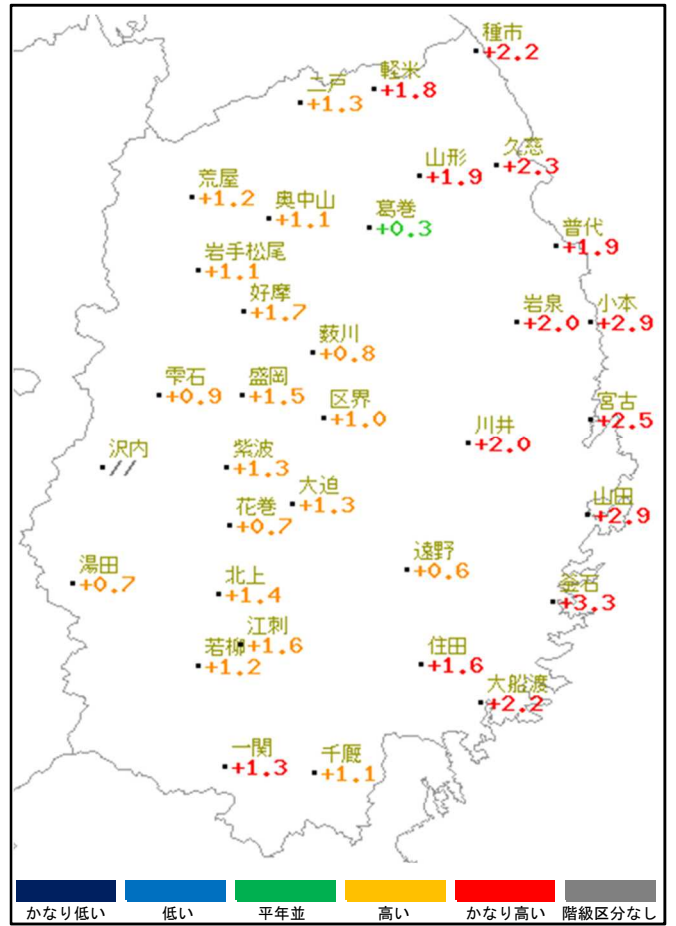 種市
+2.2
軽米
+1.8
二戸
+1.3
久慈
+2.3
山形
+1.9
荒屋
+1.2
奥中山
+1.1
葛巻
+0.3
普代
+1.9
岩手松尾
+1.1
好摩
+1.7
岩泉
+2.0
小本
+2.9
薮川
+0.8
雫石
+0.9
盛岡
+1.5
区界
+1.0
宮古
+2.5
川井
+2.0
沢内
//
紫波
+1.3
大迫
+1.3
花巻
+0.7
山田
+2.9
遠野
+0.6
湯田
+0.7
北上
+1.4
釜石
+3.3
江刺
+1.6
若柳
+1.2
住田
+1.6
大船渡
+2.2
一関
+1.3
千厩
+1.1
かなり低い 低い 平年並 高い かなり高い 階級区分なし